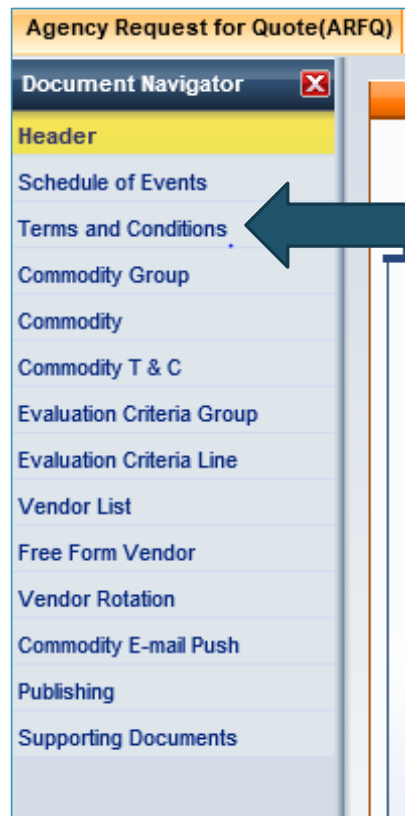 Agency Request for Quote(ARFQ)
Document Navigator
Header
Schedule of Events
Terms and Conditions
Commodity Group
Commodity
Commodity T & C
Evaluation Criteria Group
Evaluation Criteria Line
Vendor List
Free Form Vendor
Vendor Rotation
Commodity E-mail Push
Publishing
Supporting Documents